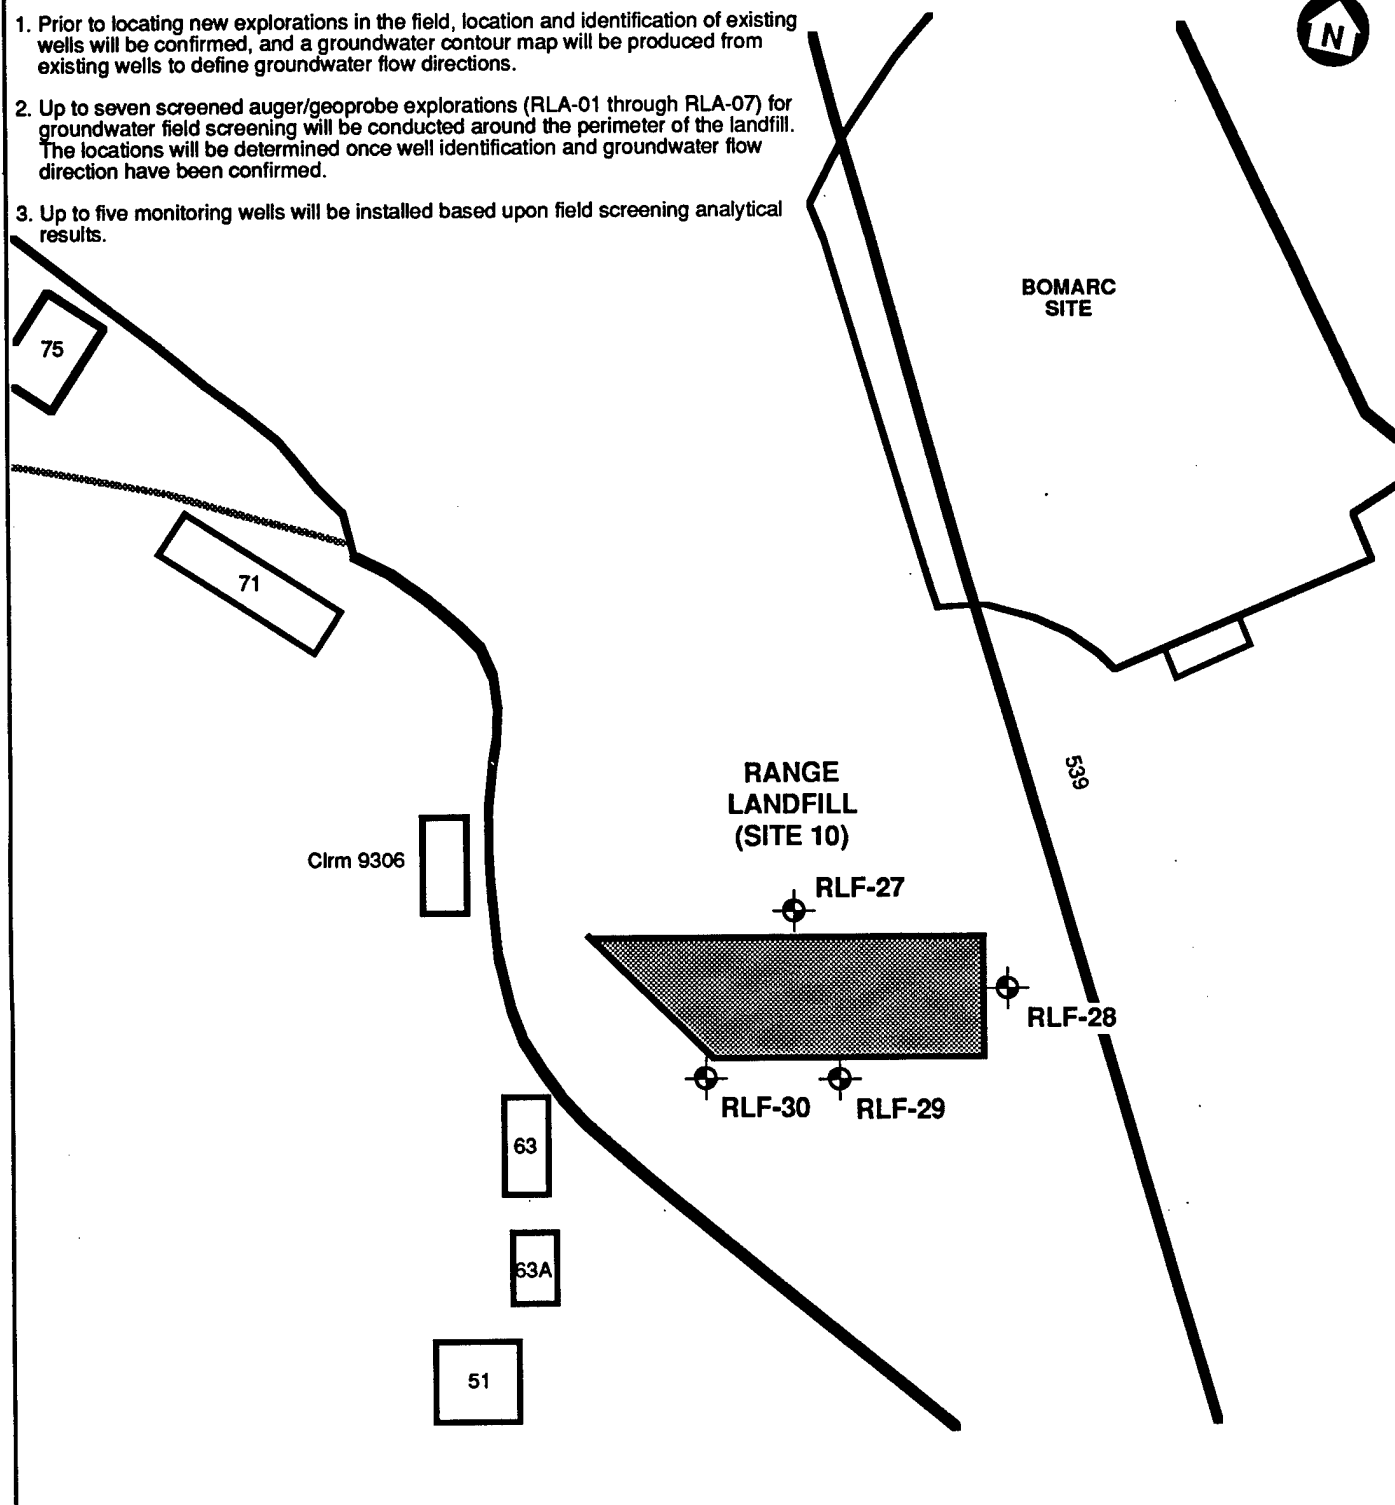 1. Prior to locating new explorations in the field, location and identification of existing
wells will be confirmed, and a groundwater contour map will be produced from
existing wells to define groundwater flow directions.
2. Up to seven screened auger/geoprobe explorations (RLA-01 through RLA-07) for
groundwater field screening will be conducted around the perimeter of the landfill.
The locations will be determined once well identification and groundwater flow
direction have been confirmed.
3. Up to five monitoring wells will be installed based upon field screening analytical
results.
N
BOMARC
SITE
75
71
539
RANGE
LANDFILL
(SITE 10)
Clrm 9306
RLF-27
RLF-28
RLF-30
RLF-29
63
63A
51